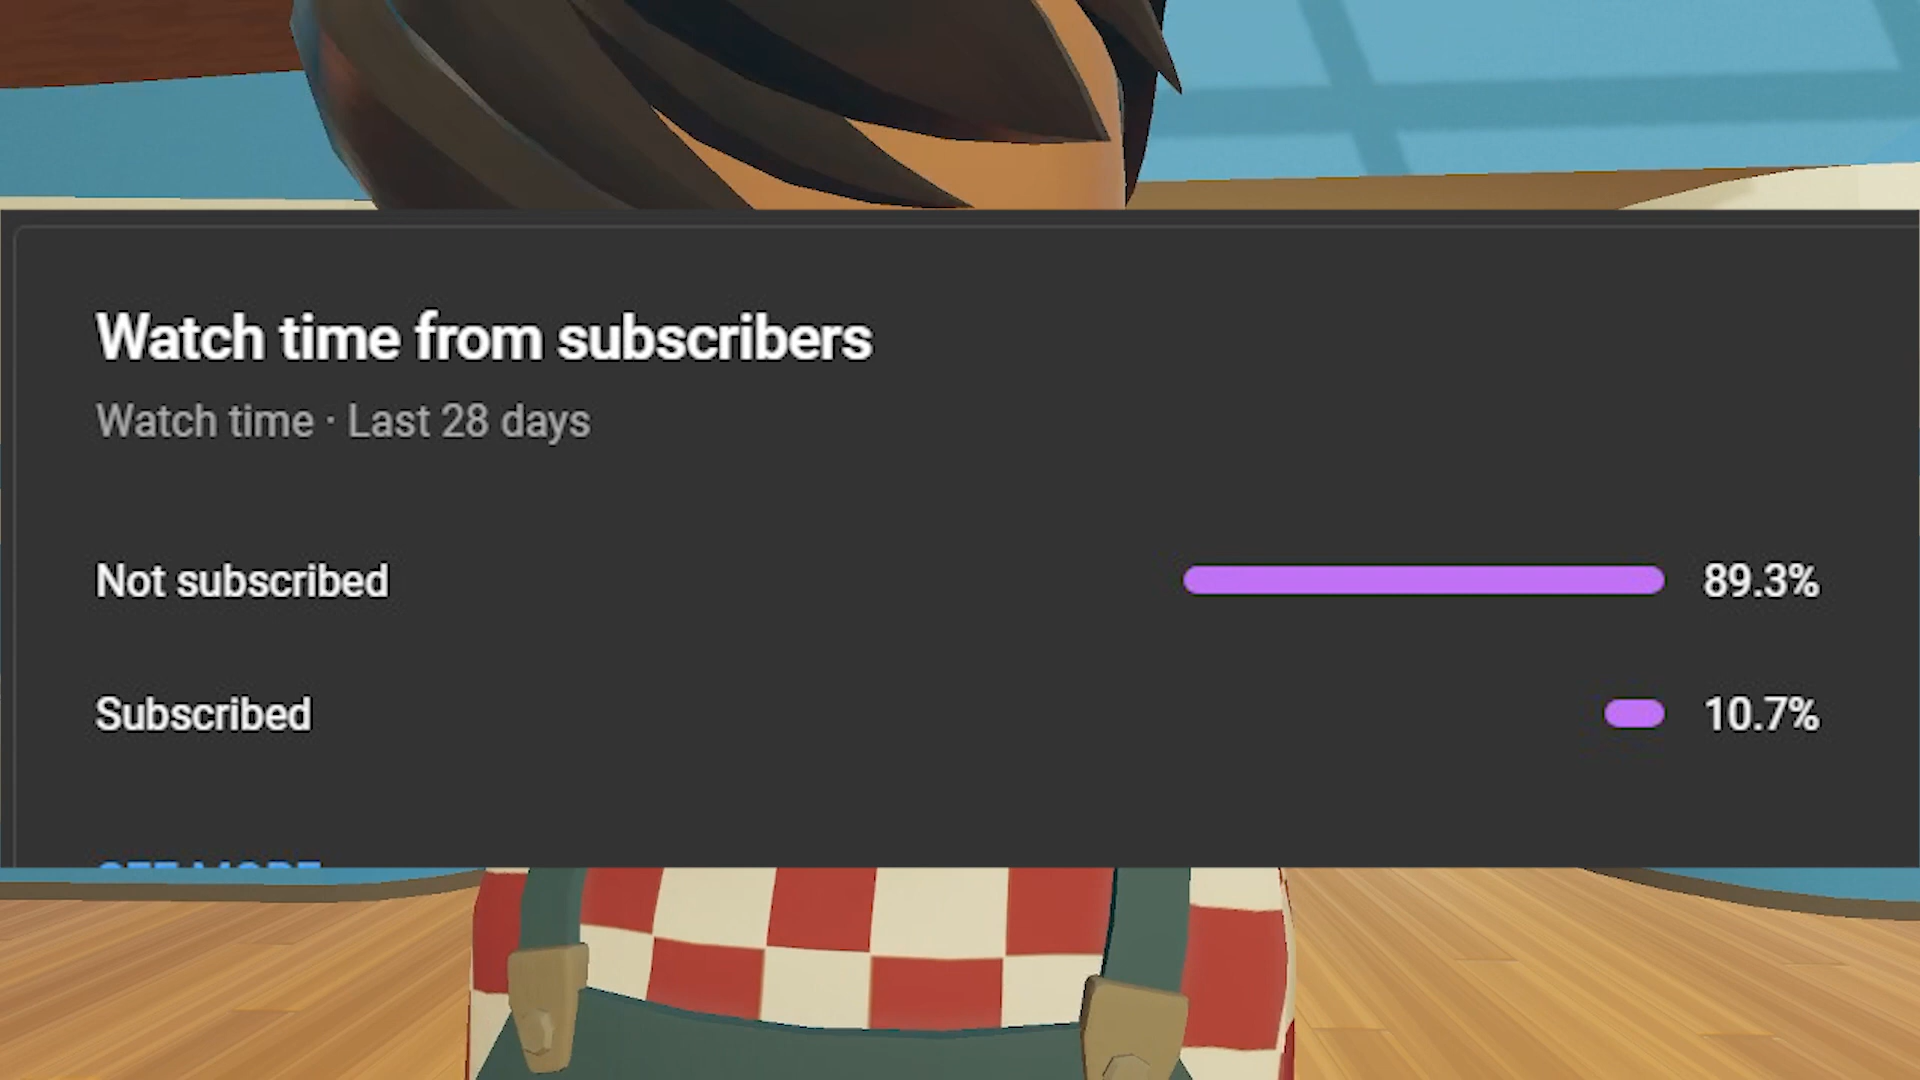 Watch time from subscribers
Watch time · Last 28 days
Not subscribed 89.3%
Subscribed 10.7%